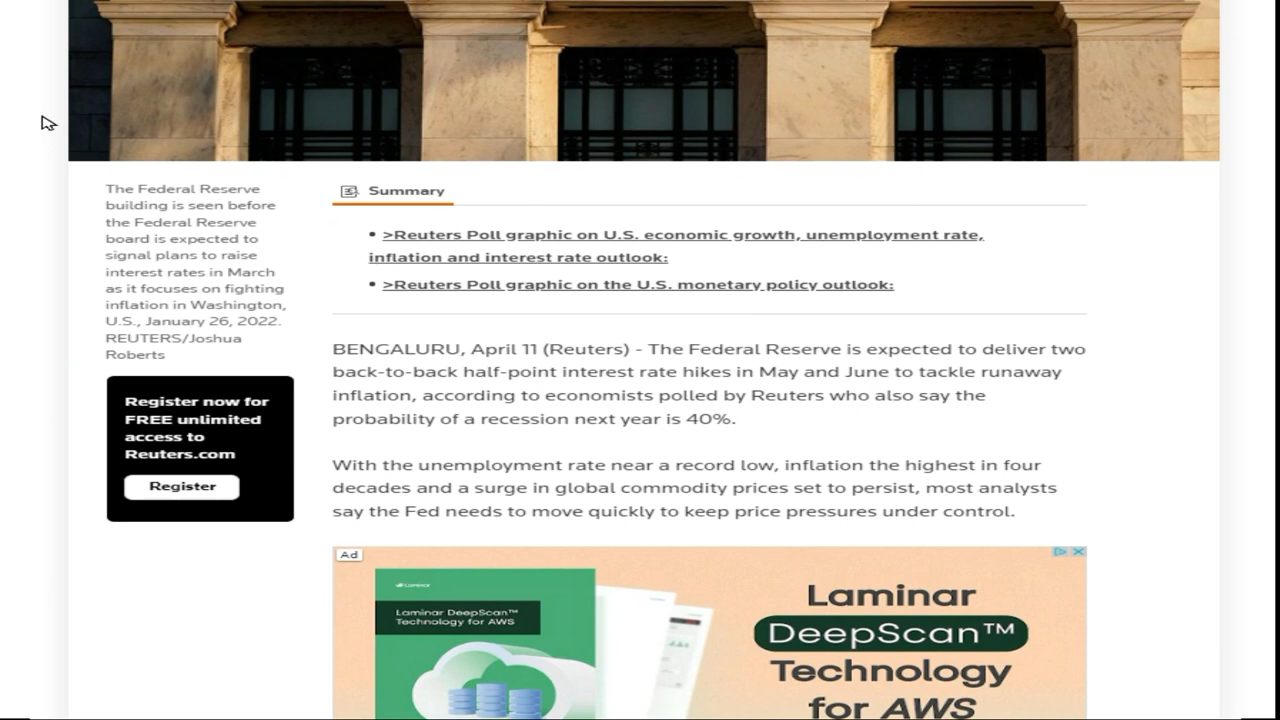 The Federal Reserve
building is seen before
the Federal Reserve
board is expected to
signal plans to raise
interest rates in March
as it focuses on fighting
inflation in Washington,
U.S., January 26, 2022.
REUTERS/Joshua
Roberts
Register now for
FREE unlimited
access to
Reuters.com
Register
Summary
• >Reuters Poll graphic on U.S. economic growth, unemployment rate,
inflation and interest rate outlook:
• >Reuters Poll graphic on the U.S. monetary policy outlook:
BENGALURU, April 11 (Reuters) - The Federal Reserve is expected to deliver two
back-to-back half-point interest rate hikes in May and June to tackle runaway
inflation, according to economists polled by Reuters who also say the
probability of a recession next year is 40%.
With the unemployment rate near a record low, inflation the highest in four
decades and a surge in global commodity prices set to persist, most analysts
say the Fed needs to move quickly to keep price pressures under control.
Ad
Laminar
Laminar DeepScan™
Technology for AWS
Laminar
DeepScan™
Technology
for AWS